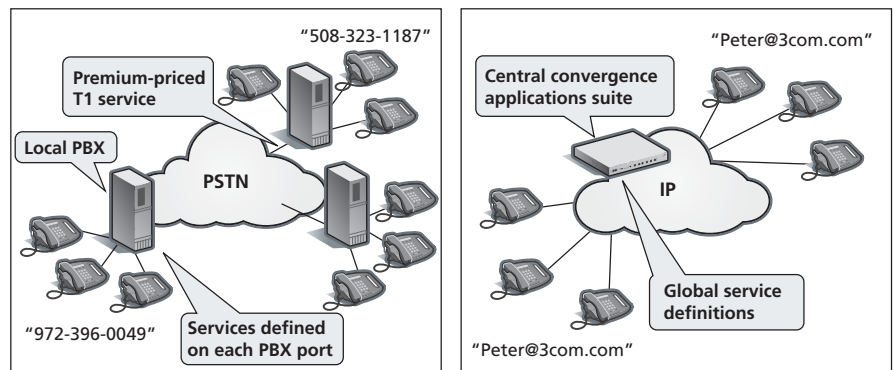 "508-323-1187"
Premium-priced
T1 service
Local PBX
PSTN
"972-396-0049"
Services defined
on each PBX port
"Peter@3com.com"
Central convergence
applications suite
IP
Global service
definitions
"Peter@3com.com"